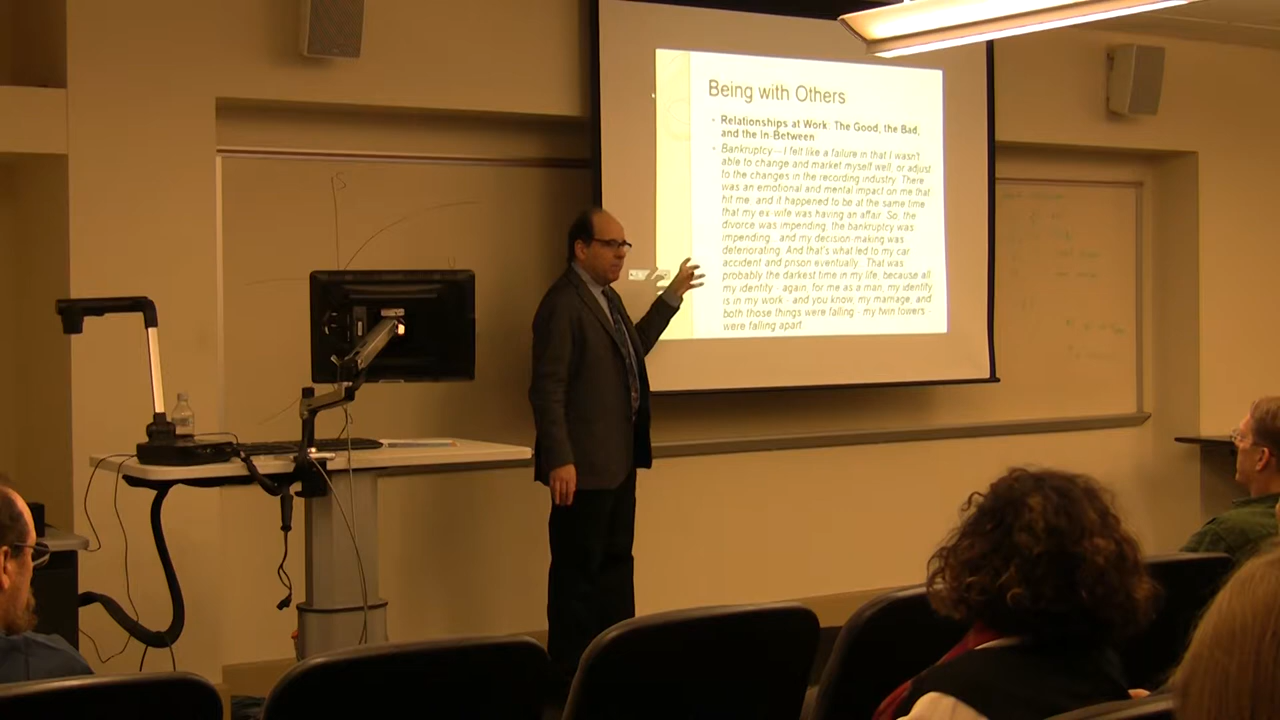 Being with Others
• Relationships at Work: The Good, the Bad,
and the In-Between
• Bankruptcy---I felt like a failure in that I wasn't
able to change and market myself well, or adjust
to the changes in the recording industry. There
was an emotional and mental impact on me that
hit me, and it happened to be at the same time
that my ex-wife was having an affair. So, the
divorce was impending, the bankruptcy was
impending...and my decision-making was
deteriorating. And that's what led to my car
accident and prison eventually. That was
probably the darkest time in my life, because all
my identity - again, for me as a man, my identity
is in my work - and you know, my marriage, and
both those things were falling - my twin towers -
were falling apart.